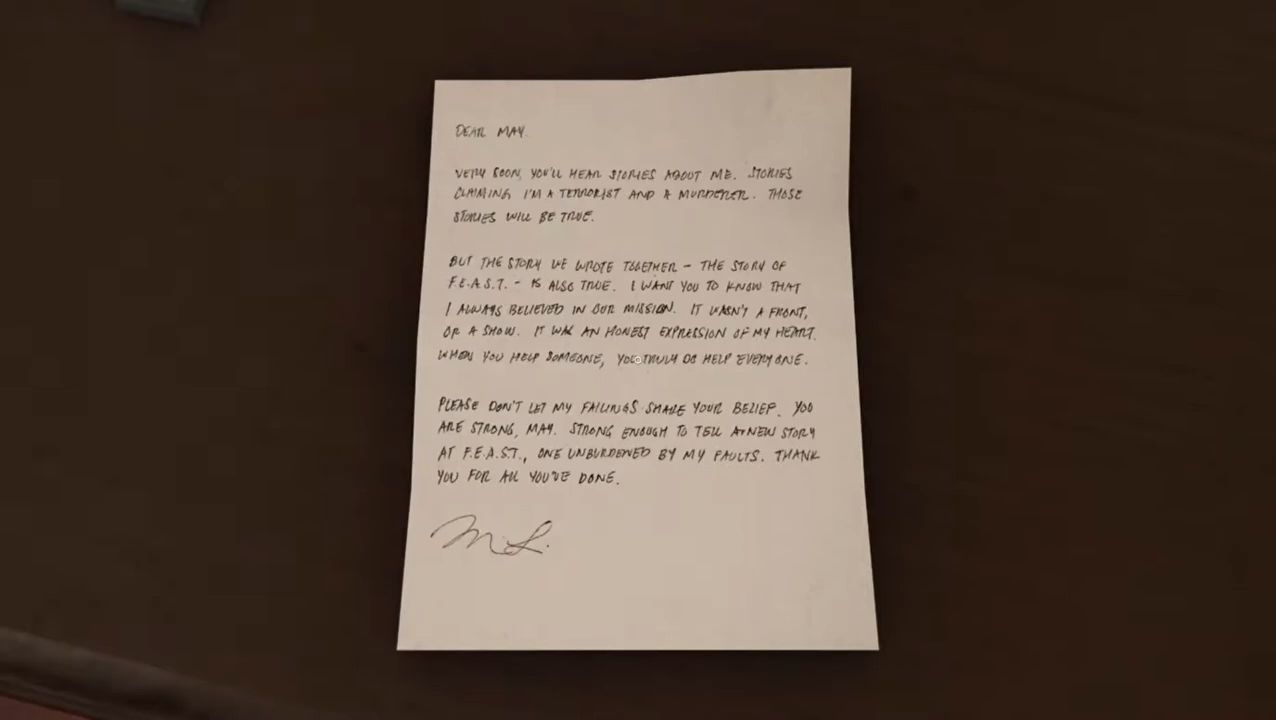 DEAR MAY.
VERY SOON, YOU'LL HEAR STORIES ABOUT ME. STORIES
CLAIMING I'M A TERRORIST AND A MURDERER. THOSE
STORIES WILL BE TRUE.
BUT THE STORY WE WROTE TOGETHER - THE STORY OF
F.E.A.S.T. - IS ALSO TRUE. I WANT YOU TO KNOW THAT
I ALWAYS BELIEVED IN OUR MISSION. IT WASN'T A FRONT,
OR A SHOW. IT WAS AN HONEST EXPRESSION OF MY HEART.
WHEN YOU HELP SOMEONE, YOU TRULY DO HELP EVERYONE.
PLEASE DON'T LET MY FAILINGS SHAKE YOUR BELIEF. YOU
ARE STRONG, MAY. STRONG ENOUGH TO TELL A NEW STORY
AT F.E.A.S.T., ONE UNBURDENED BY MY FAULTS. THANK
YOU FOR ALL YOU'VE DONE.
M. L.